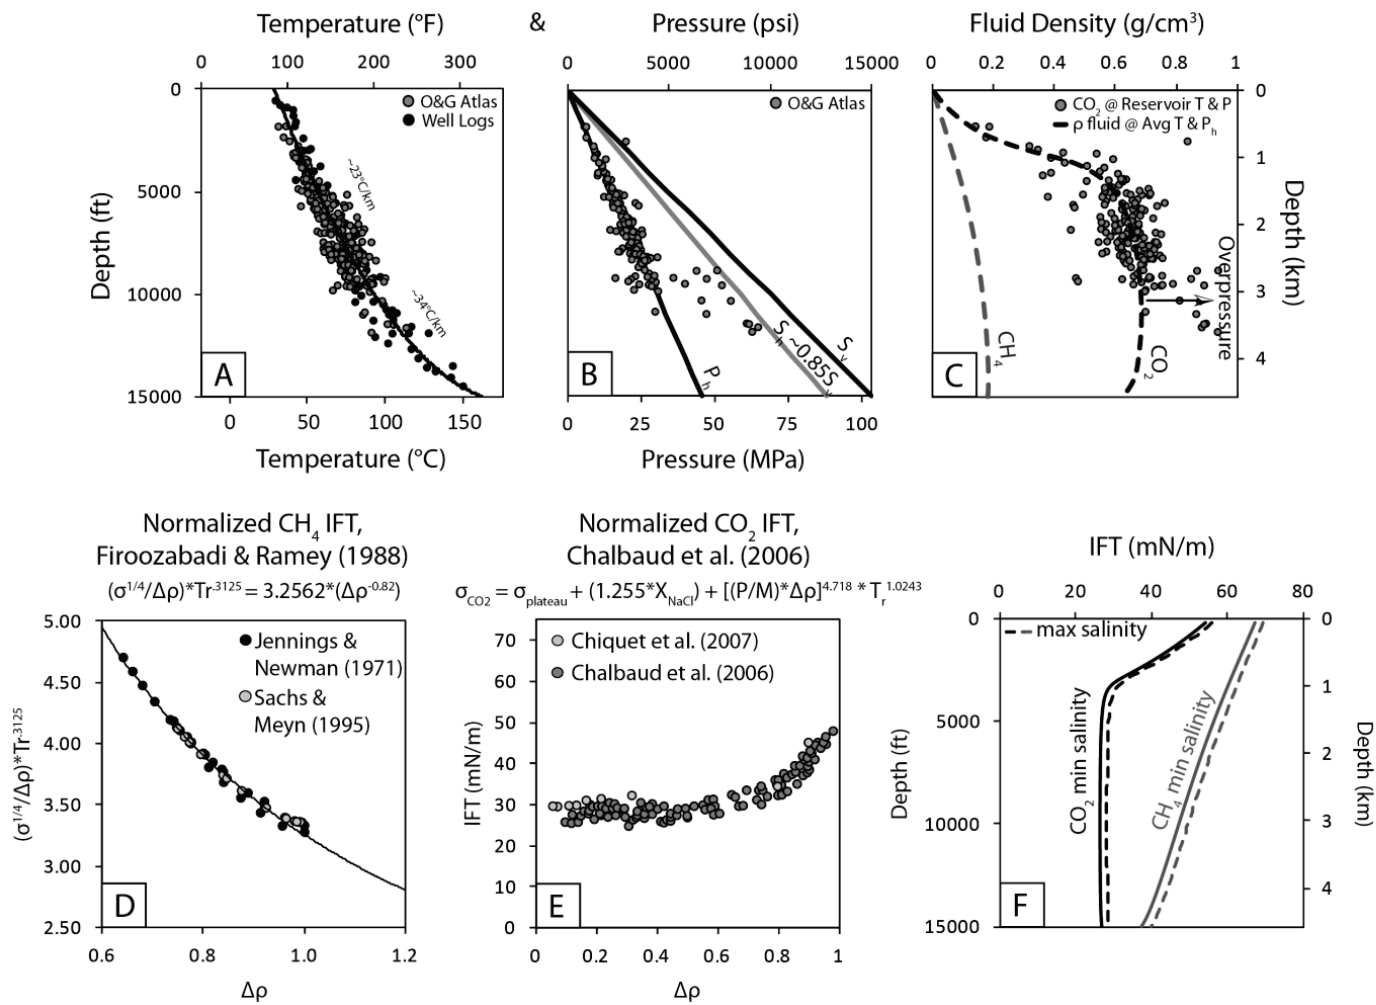 Temperature (°F)
&
Pressure (psi)
Fluid Density (g/cm³)
0 100 200 300
0 5000 10000 15000
0 0.2 0.4 0.6 0.8 1
0
5000
10000
15000
Depth (ft)
O&G Atlas
Well Logs
~23°C/km
~34°C/km
A
0 50 100 150
Temperature (°C)
O&G Atlas
Pₕ
Sₕ~0.85Sᵥ
Sᵥ
B
0 25 50 75 100
Pressure (MPa)
CO₂ @ Reservoir T & P
ρ fluid @ Avg T & Pₕ
CH₄
CO₂
Overpressure
C
0
1
2
3
4
Depth (km)
Normalized CH₄ IFT,
Firoozabadi & Ramey (1988)
(σ^1/4/Δρ)*Tr^.3125 = 3.2562*(Δρ^-0.82)
5.00
4.50
4.00
3.50
3.00
2.50
(σ^1/4/Δρ)*Tr^.3125
Jennings &
Newman (1971)
Sachs &
Meyn (1995)
D
0.6 0.8 1.0 1.2
Δρ
Normalized CO₂ IFT,
Chalbaud et al. (2006)
σ_CO2 = σ_plateau + (1.255*X_NaCl) + [(P/M)*Δρ]^4.718 * T_r^1.0243
70
60
50
40
30
20
10
0
IFT (mN/m)
Chiquet et al. (2007)
Chalbaud et al. (2006)
E
0 0.2 0.4 0.6 0.8 1
Δρ
IFT (mN/m)
0 20 40 60 80
0
5000
10000
15000
Depth (ft)
max salinity
CO₂ min salinity
CH₄ min salinity
F
0
1
2
3
4
Depth (km)